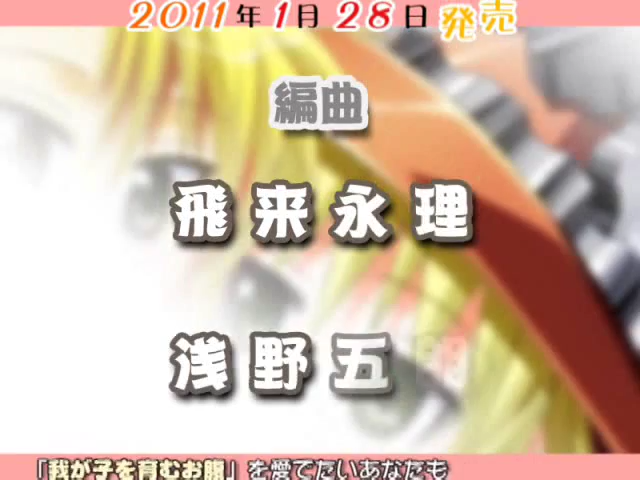 2011年1月28日発売
編曲
飛来永理
浅野五
「我が子を育むお腹」を愛でたいあなたも